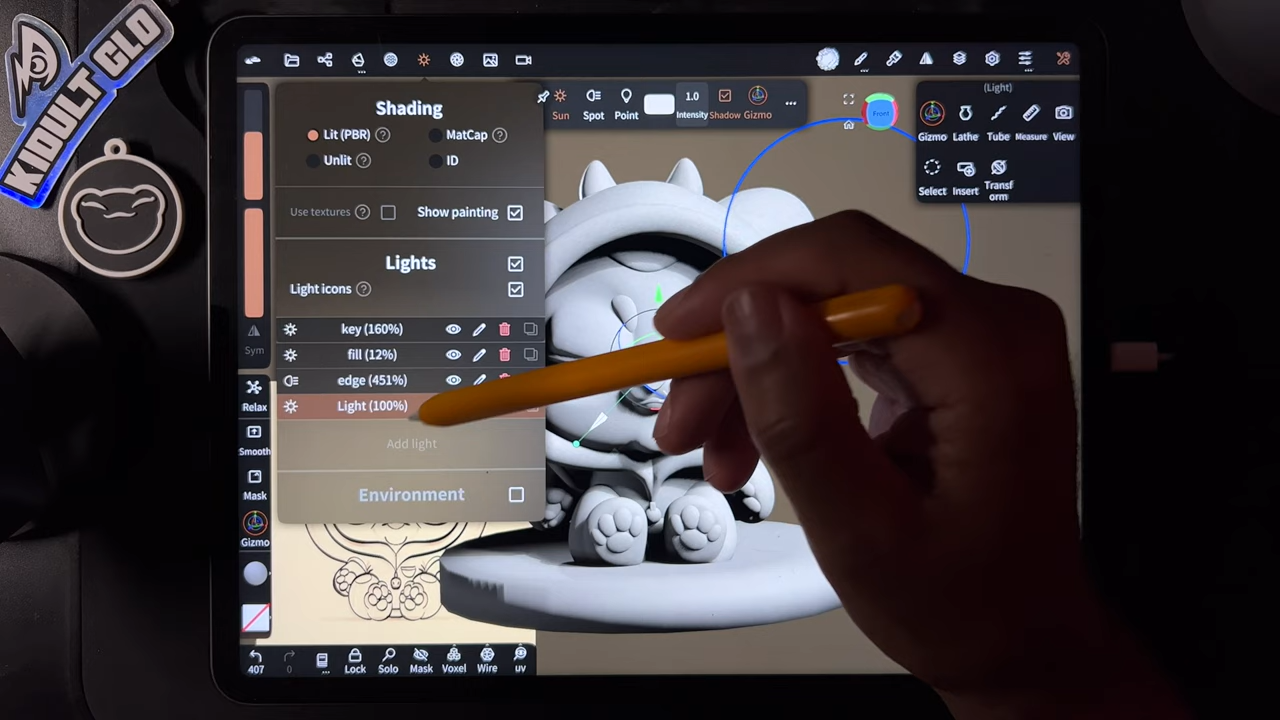 KIDULT CLO
Shading
Lit (PBR) ?
MatCap ?
Unlit ?
ID
Use textures ?
Show painting
Lights
Light icons ?
key (160%)
fill (12%)
edge (451%)
Light (100%)
Add light
Environment
Sun
Spot
Point
1.0
Intensity
Shadow
Gizmo
...
Front
(Light)
Gizmo
Lathe
Tube
Measure
View
Select
Insert
Transf
orm
Sym
Relax
Smooth
Mask
Gizmo
407
0
...
Lock
Solo
Mask
Voxel
Wire
uv